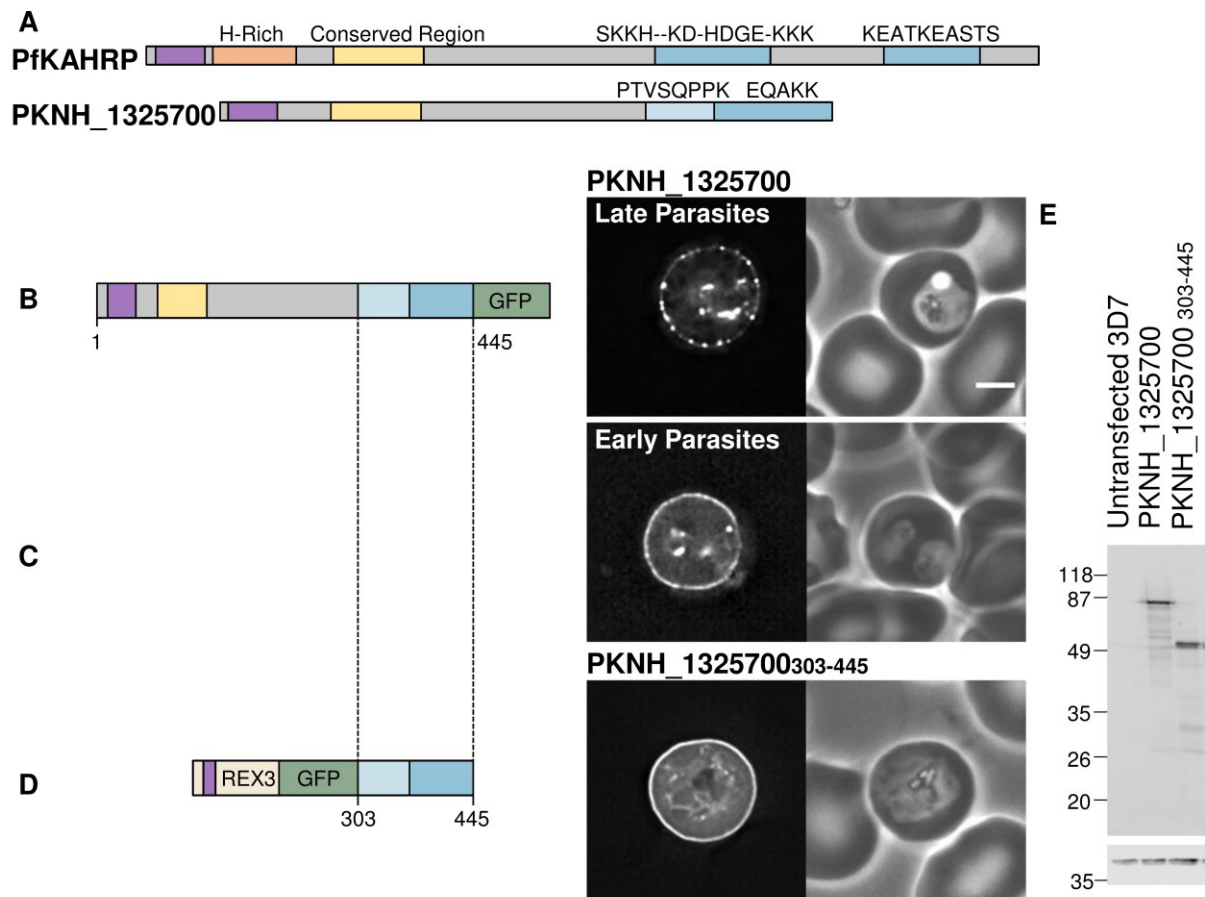 A
H-Rich Conserved Region SKKH--KD-HDGE-KKK KEATKEASTS
PfKAHRP
PTVSQPPK EQAKK
PKNH_1325700
PKNH_1325700
Late Parasites
B
GFP
1
445
Early Parasites
C
PKNH_1325700303-445
D
REX3 GFP
303
445
E
Untransfected 3D7
PKNH_1325700
PKNH_1325700 303-445
118
87
49
35
26
20
35